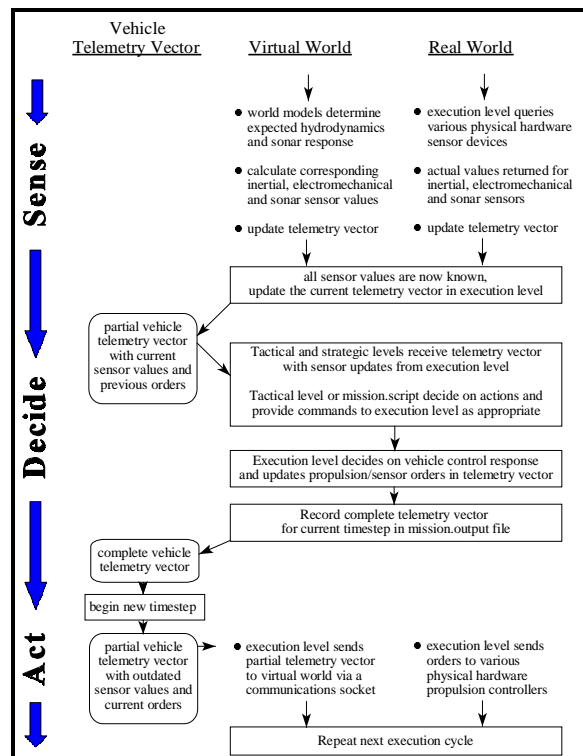 Vehicle
Telemetry Vector
Virtual World
Real World
Sense
● world models determine
expected hydrodynamics
and sonar response
● calculate corresponding
inertial, electromechanical
and sonar sensor values
● update telemetry vector
● execution level queries
various physical hardware
sensor devices
● actual values returned for
inertial, electromechanical
and sonar sensors
● update telemetry vector
all sensor values are now known,
update the current telemetry vector in execution level
partial vehicle
telemetry vector
with current
sensor values and
previous orders
Decide
Tactical and strategic levels receive telemetry vector
with sensor updates from execution level
Tactical level or mission.script decide on actions and
provide commands to execution level as appropriate
Execution level decides on vehicle control response
and updates propulsion/sensor orders in telemetry vector
Record complete telemetry vector
for current timestep in mission.output file
complete vehicle
telemetry vector
begin new timestep
Act
partial vehicle
telemetry vector
with outdated
sensor values and
current orders
● execution level sends
partial telemetry vector
to virtual world via a
communications socket
● execution level sends
orders to various
physical hardware
propulsion controllers
Repeat next execution cycle